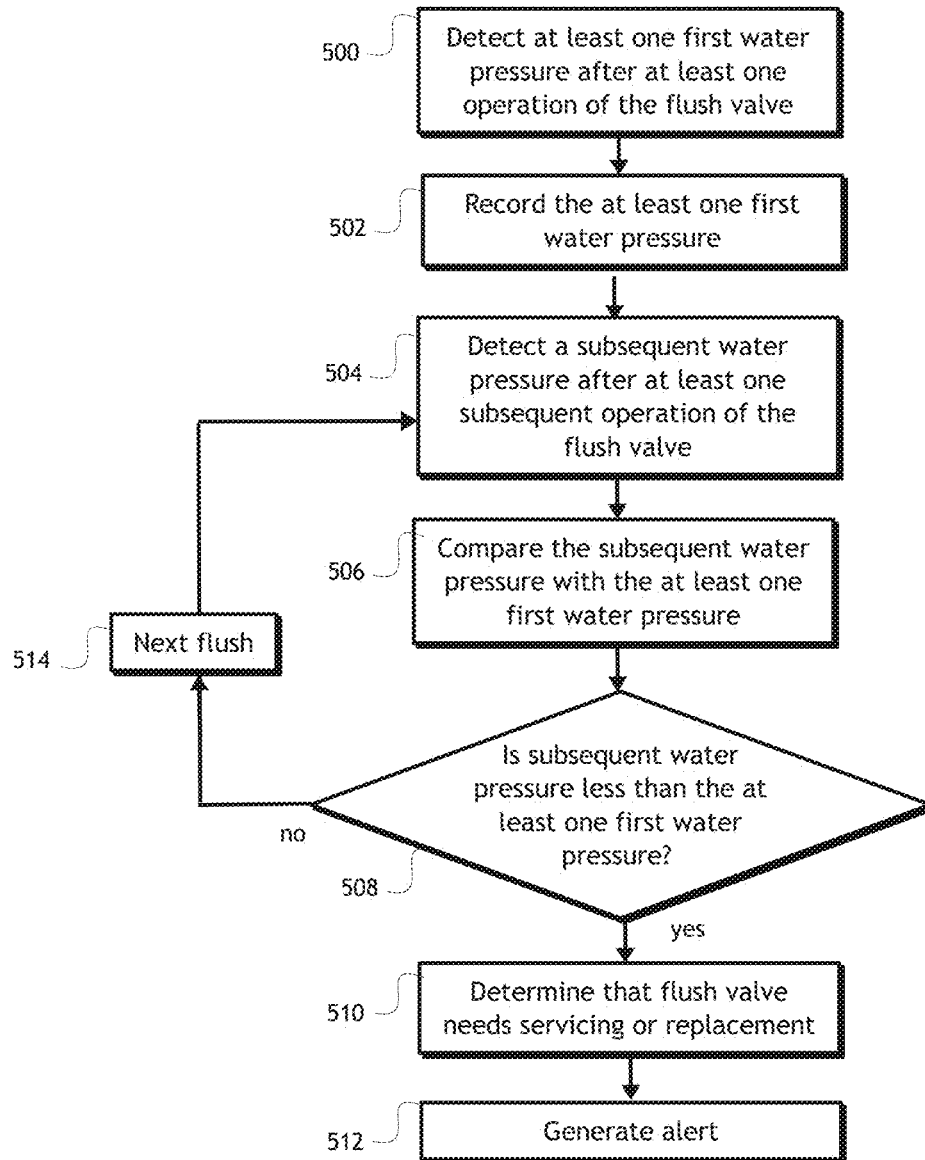 500
Detect at least one first water
pressure after at least one
operation of the flush valve
502
Record the at least one first
water pressure
504
Detect a subsequent water
pressure after at least one
subsequent operation of the
flush valve
506
Compare the subsequent water
pressure with the at least one
first water pressure
514
Next flush
Is subsequent water
pressure less than the at
least one first water
pressure?
no
508
yes
510
Determine that flush valve
needs servicing or replacement
512
Generate alert